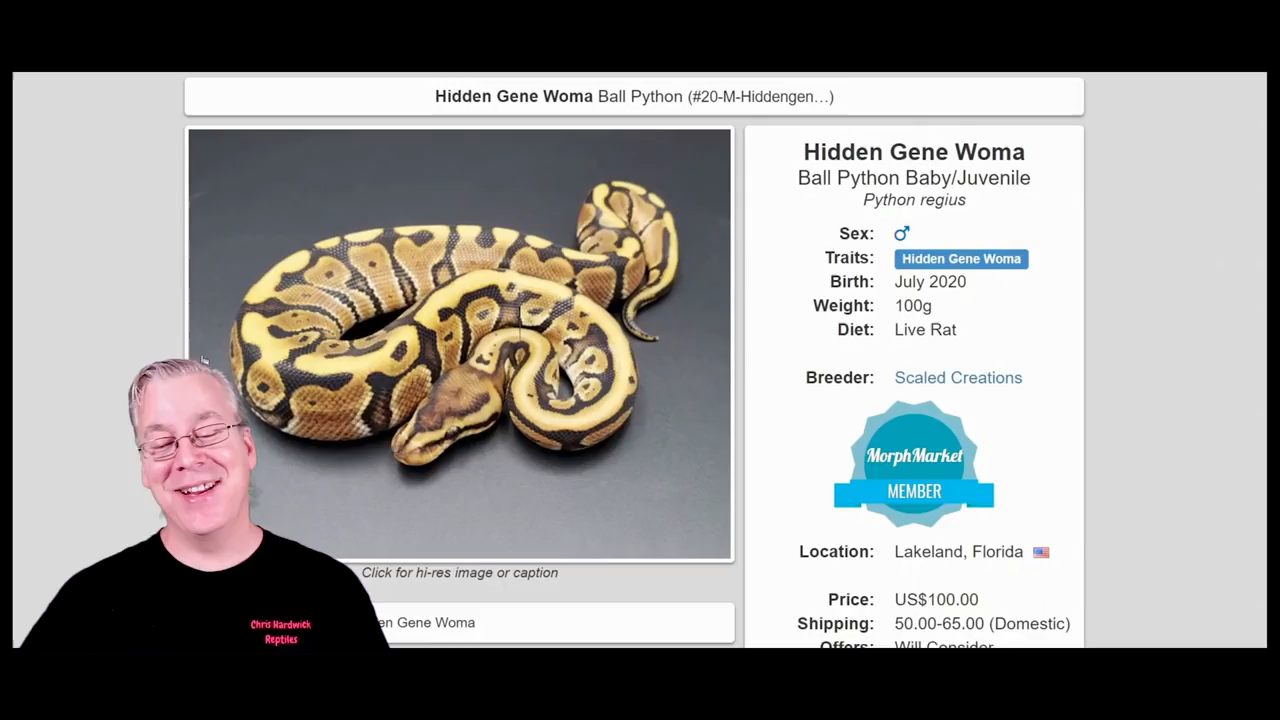 Hidden Gene Woma Ball Python (#20-M-Hiddengen…)
Hidden Gene Woma
Ball Python Baby/Juvenile
Python regius
Sex: ♂
Traits: Hidden Gene Woma
Birth: July 2020
Weight: 100g
Diet: Live Rat
Breeder: Scaled Creations
MorphMarket
MEMBER
Location: Lakeland, Florida
Price: US$100.00
Shipping: 50.00-65.00 (Domestic)
Offers: Will Consider
Click for hi-res image or caption
en Gene Woma
Chris Hardwick
Reptiles